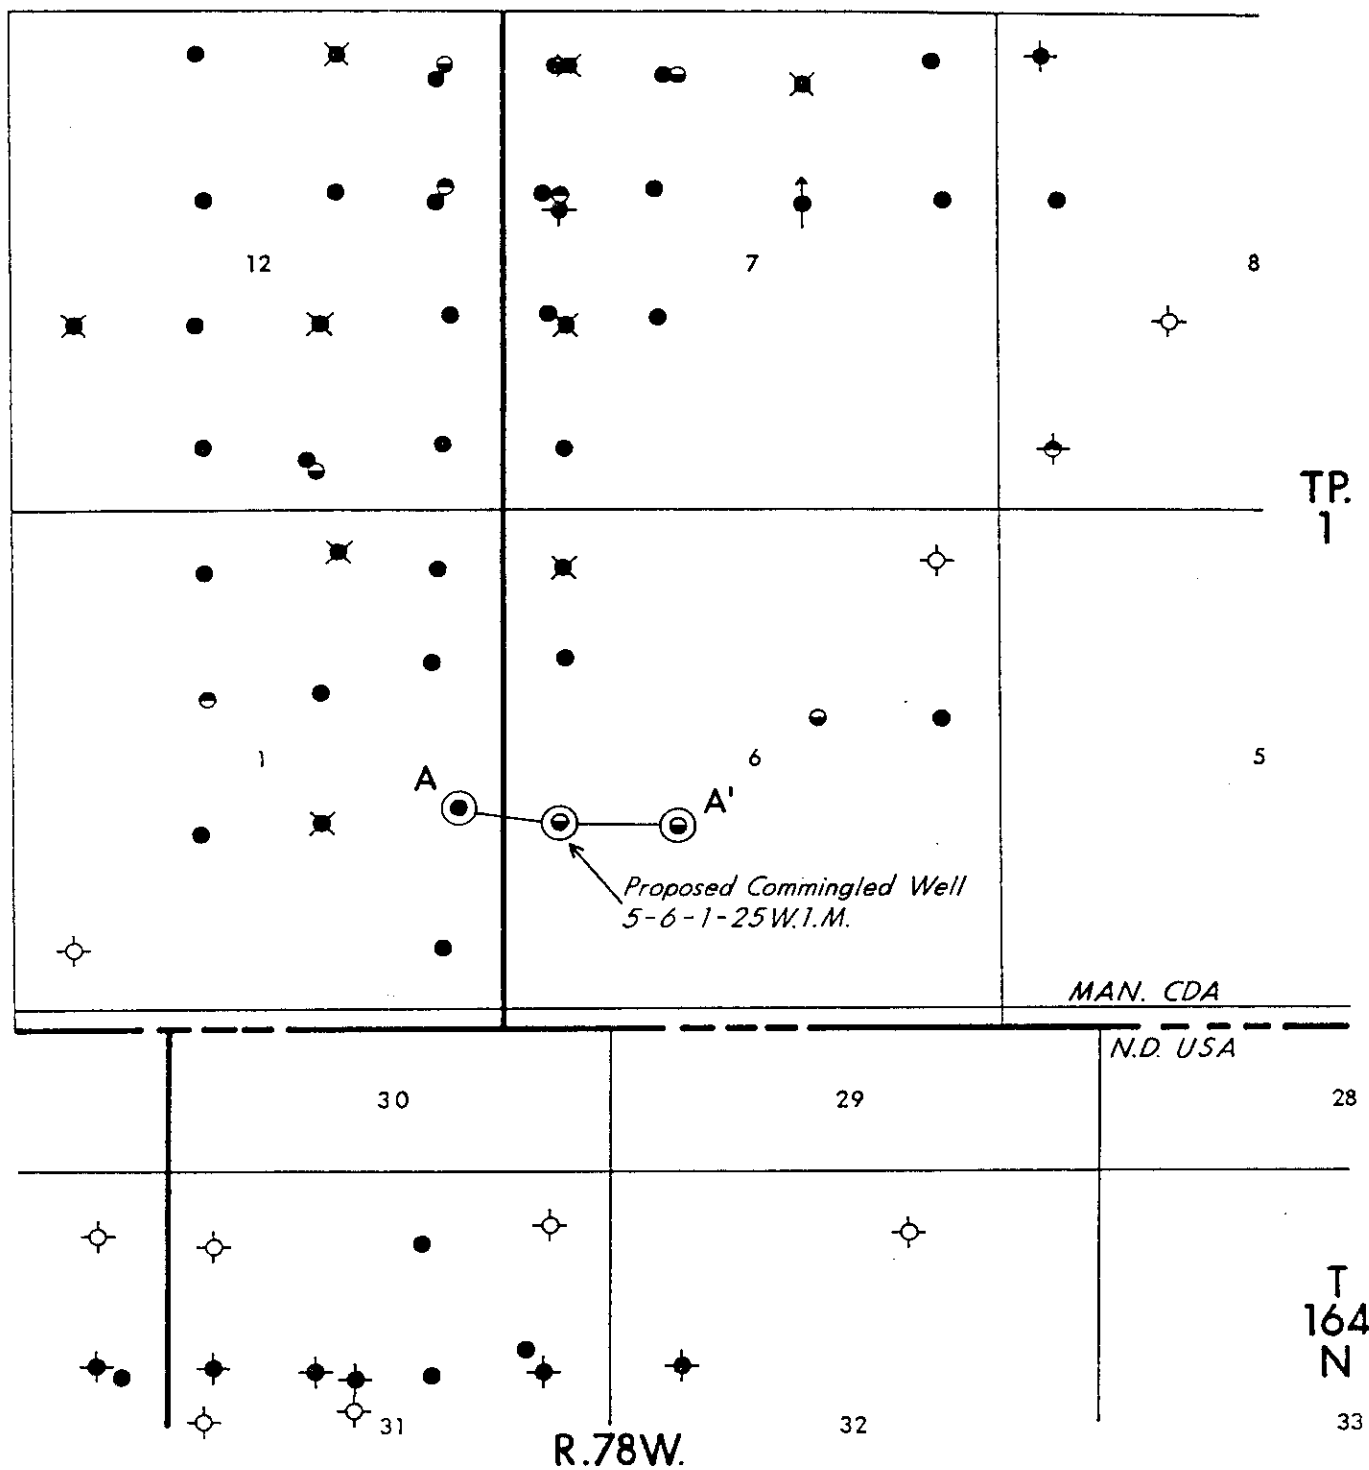 12
7
8
TP.
1
1
6
5
A
A'
Proposed Commingled Well
5-6-1-25W.1.M.
MAN. CDA
N.D. USA
30
29
28
T
164
N
31
32
33
R.78W.